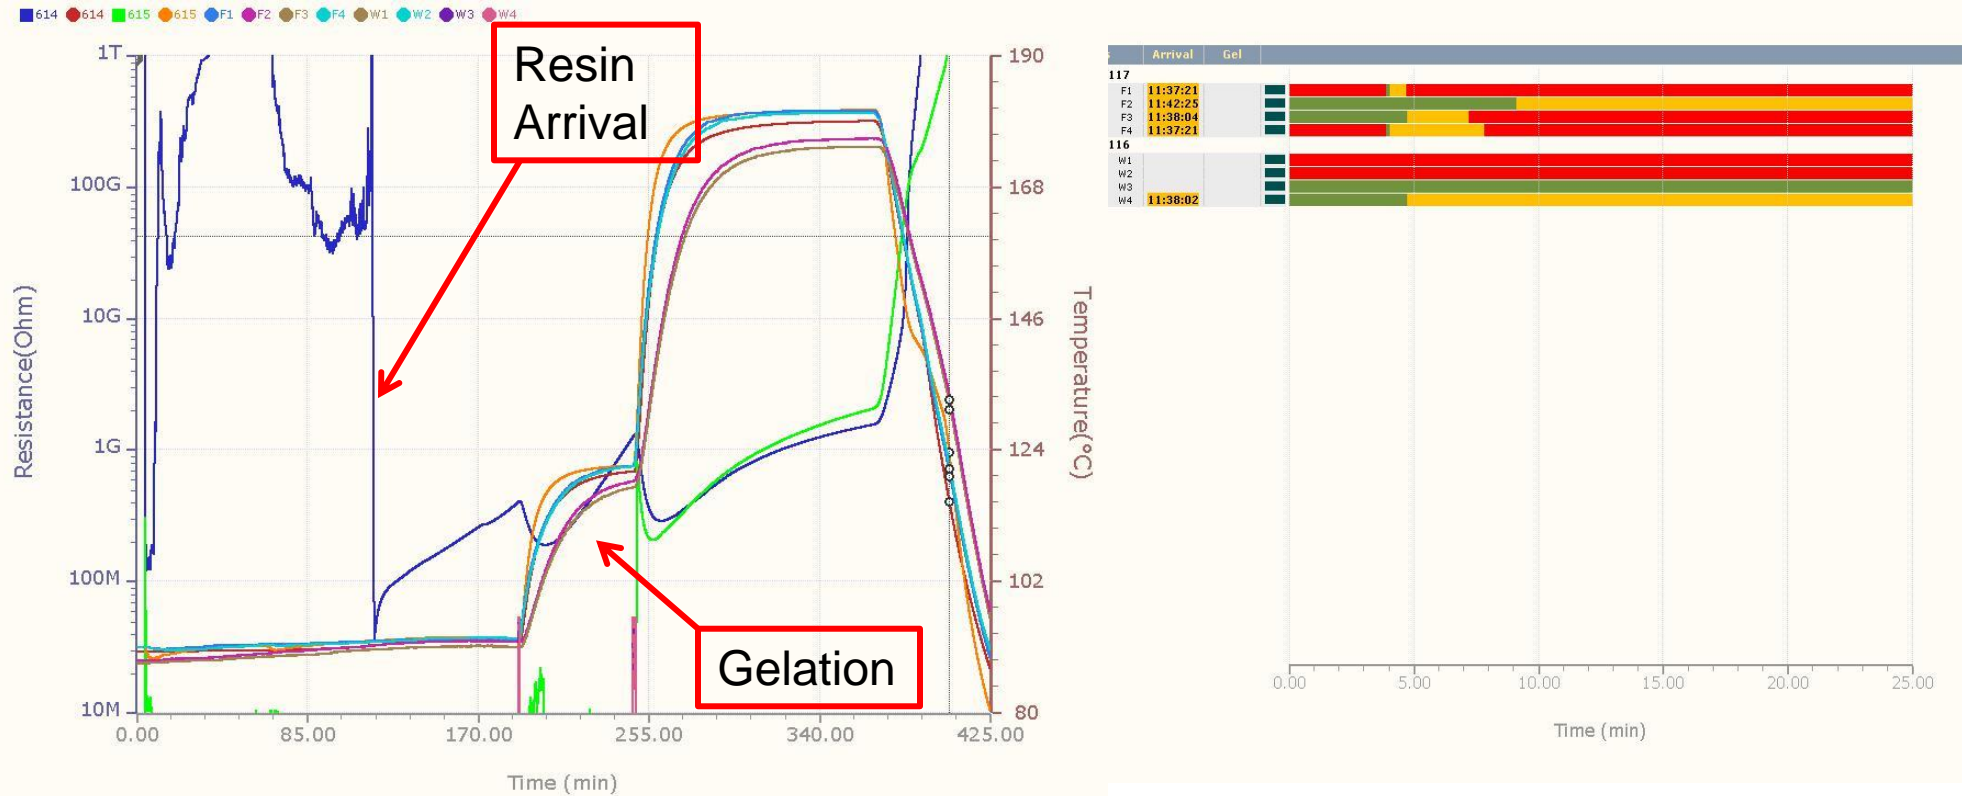 614 614 615 615 F1 F2 F3 F4 W1 W2 W3 W4
Resin
Arrival
Gelation
1T
100G
10G
1G
100M
10M
Resistance(Ohm)
190
168
146
124
102
80
Temperature(°C)
0.00 85.00 170.00 255.00 340.00 425.00
Time (min)
Arrival Gel
117
F1 11:37:21
F2 11:42:25
F3 11:38:04
F4 11:37:21
116
W1
W2
W3
W4 11:38:02
0.00 5.00 10.00 15.00 20.00 25.00
Time (min)